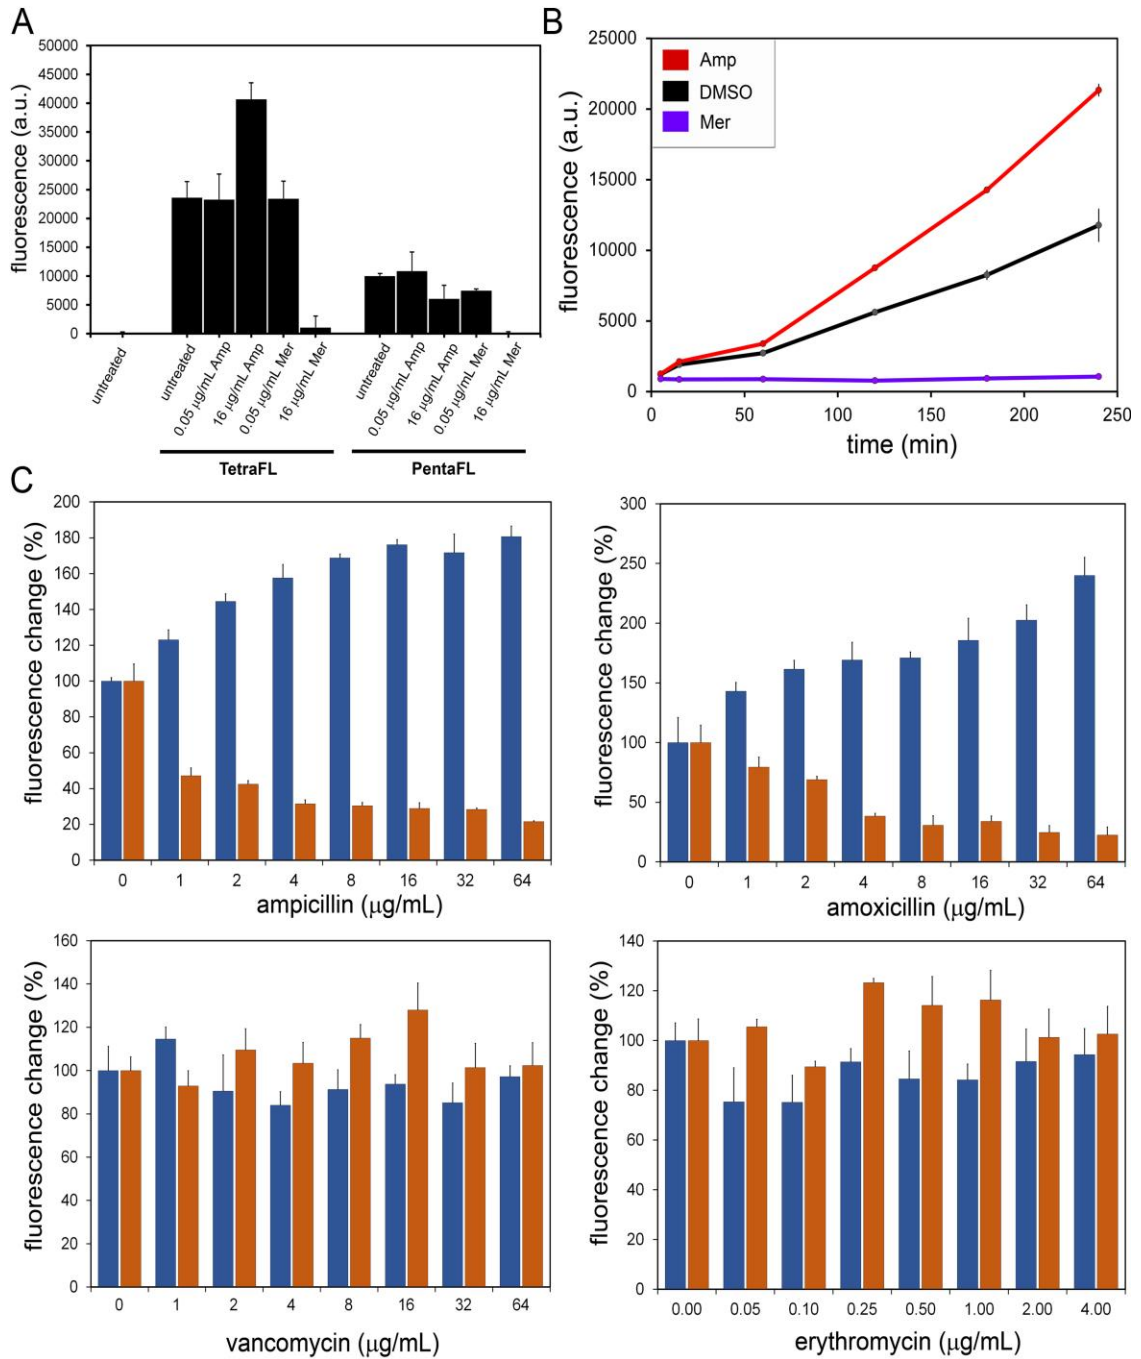 A
fluorescence (a.u.)
50000
45000
40000
35000
30000
25000
20000
15000
10000
5000
0
untreated
untreated
0.05 μg/mL Amp
16 μg/mL Amp
0.05 μg/mL Mer
16 μg/mL Mer
untreated
0.05 μg/mL Amp
16 μg/mL Amp
0.05 μg/mL Mer
16 μg/mL Mer
TetraFL
PentaFL
B
fluorescence (a.u.)
25000
20000
15000
10000
5000
0
Amp
DMSO
Mer
0 50 100 150 200 250
time (min)
C
fluorescence change (%)
200
180
160
140
120
100
80
60
40
20
0
0 1 2 4 8 16 32 64
ampicillin (μg/mL)
fluorescence change (%)
300
250
200
150
100
50
0
0 1 2 4 8 16 32 64
amoxicillin (μg/mL)
fluorescence change (%)
160
140
120
100
80
60
40
20
0
0 1 2 4 8 16 32 64
vancomycin (μg/mL)
fluorescence change (%)
140
120
100
80
60
40
20
0
0.00 0.05 0.10 0.25 0.50 1.00 2.00 4.00
erythromycin (μg/mL)